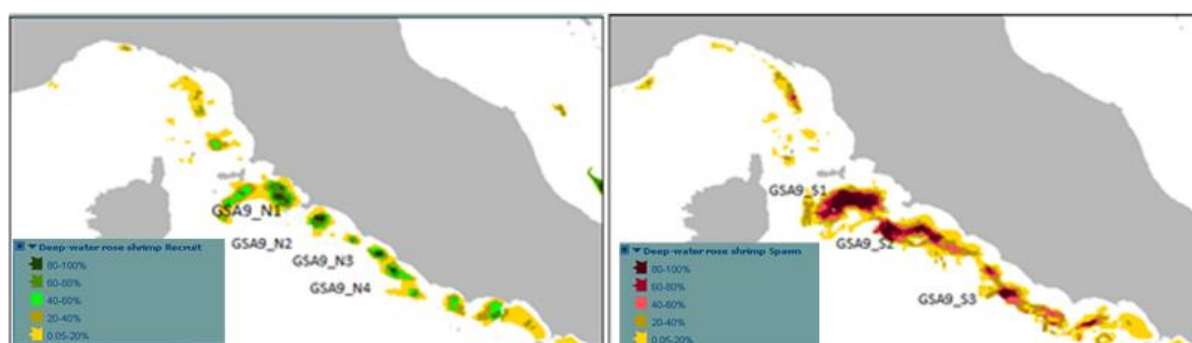 GSA9_N1
GSA9_N2
GSA9_N3
GSA9_N4
Deep-water rose shrimp Recruit
80-100%
60-80%
40-60%
20-40%
0.05-20%
GSA9_S1
GSA9_S2
GSA9_S3
Deep-water rose shrimp Spawn
80-100%
60-80%
40-60%
20-40%
0.05-20%